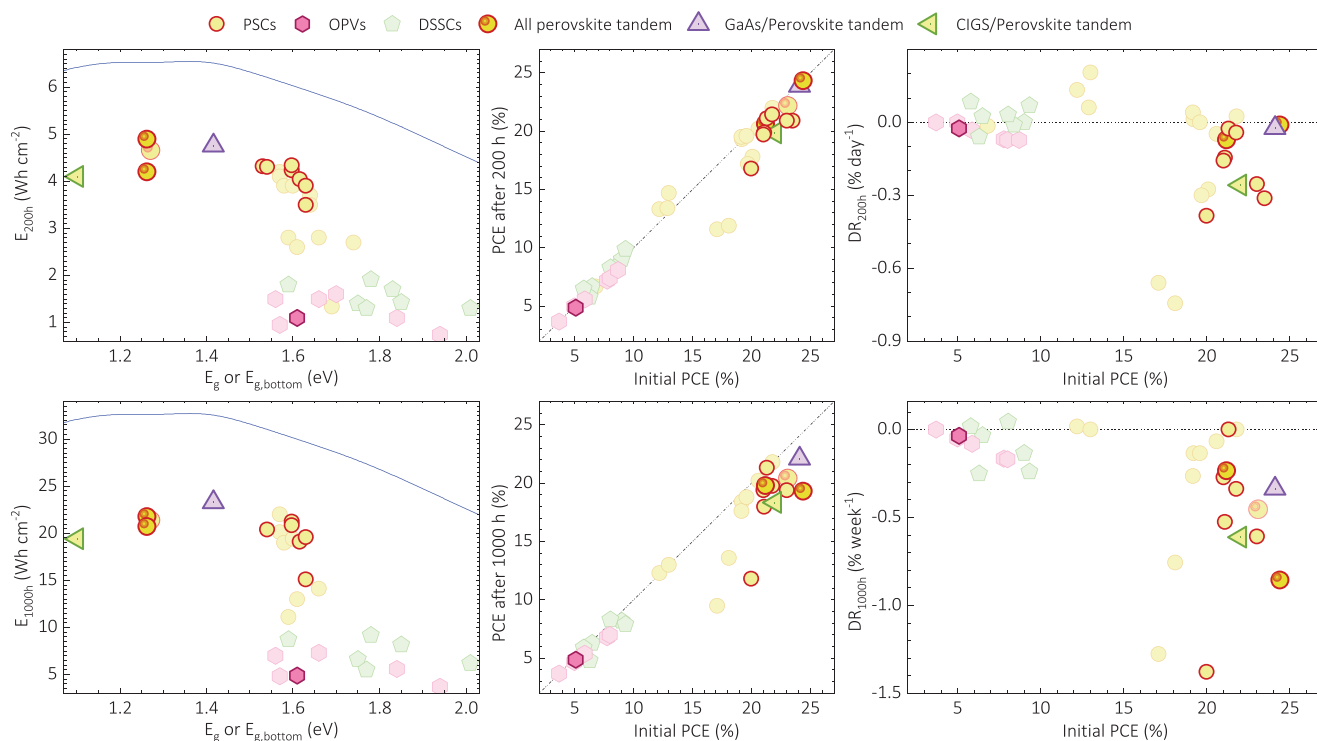 PSCs OPVs DSSCs All perovskite tandem GaAs/Perovskite tandem CIGS/Perovskite tandem
E200h (Wh cm-2)
6
5
4
3
2
1
1.2 1.4 1.6 1.8 2.0
Eg or Eg,bottom (eV)
PCE after 200 h (%)
25
20
15
10
5
5 10 15 20 25
Initial PCE (%)
DR200h (% day-1)
0.0
-0.3
-0.6
-0.9
5 10 15 20 25
Initial PCE (%)
E1000h (Wh cm-2)
30
25
20
15
10
5
1.2 1.4 1.6 1.8 2.0
Eg or Eg,bottom (eV)
PCE after 1000 h (%)
25
20
15
10
5
5 10 15 20 25
Initial PCE (%)
DR1000h (% week-1)
0.0
-0.5
-1.0
-1.5
5 10 15 20 25
Initial PCE (%)